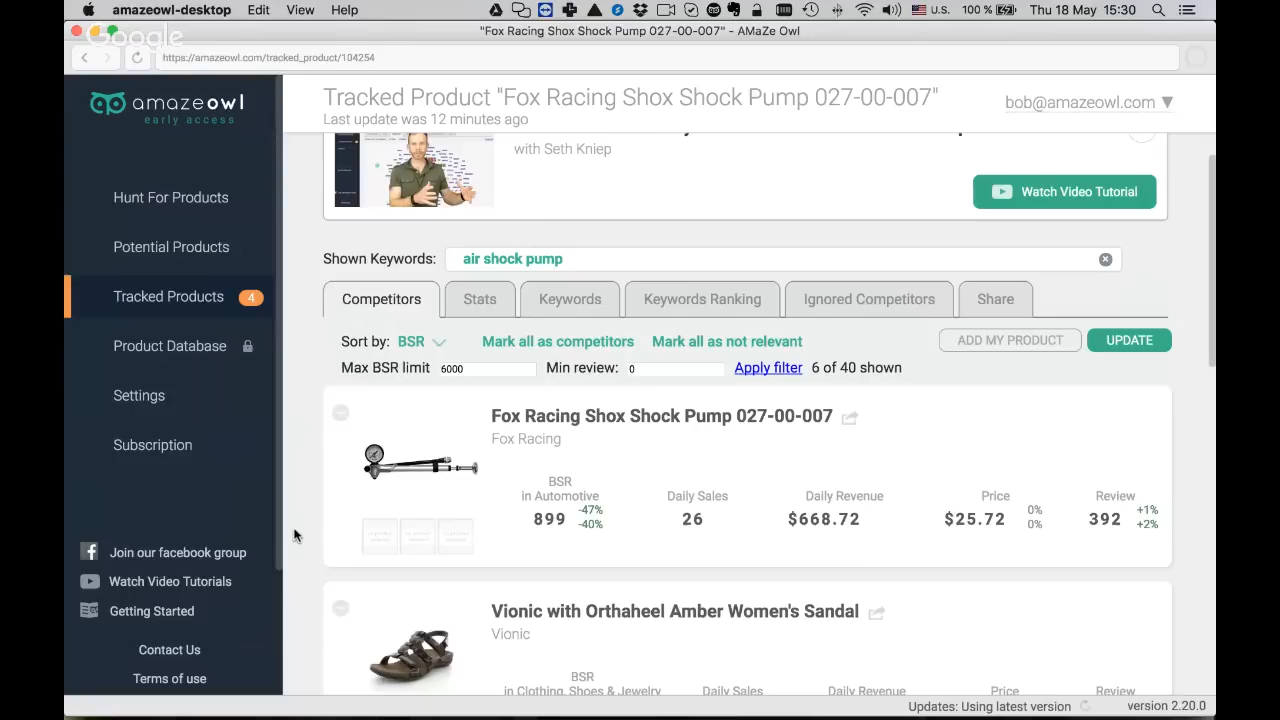 amazeowl-desktop Edit View Help U.S. 100 % Thu 18 May 15:30
Google
"Fox Racing Shox Shock Pump 027-00-007" - AMaZe Owl
https://amazeowl.com/tracked_product/104254
amazeowl
early access
Tracked Product "Fox Racing Shox Shock Pump 027-00-007"
bob@amazeowl.com ▼
Last update was 12 minutes ago
with Seth Kniep
Watch Video Tutorial
Hunt For Products
Potential Products
Tracked Products 4
Product Database
Settings
Subscription
Join our facebook group
Watch Video Tutorials
Getting Started
Contact Us
Terms of use
Shown Keywords: air shock pump
Competitors Stats Keywords Keywords Ranking Ignored Competitors Share
Sort by: BSR Mark all as competitors Mark all as not relevant ADD MY PRODUCT UPDATE
Max BSR limit 6000 Min review: 0 Apply filter 6 of 40 shown
Fox Racing Shox Shock Pump 027-00-007
Fox Racing
BSR
in Automotive Daily Sales Daily Revenue Price Review
899 -47% -40% 26 $668.72 $25.72 0% 0% 392 +1% +2%
Vionic with Orthaheel Amber Women's Sandal
Vionic
BSR
in Clothing, Shoes & Jewelry Daily Sales Daily Revenue Price Review
Updates: Using latest version version 2.20.0